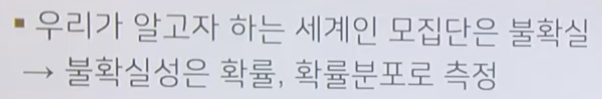 ▪ 우리가 알고자 하는 세계인 모집단은 불확실
→ 불확실성은 확률, 확률분포로 측정